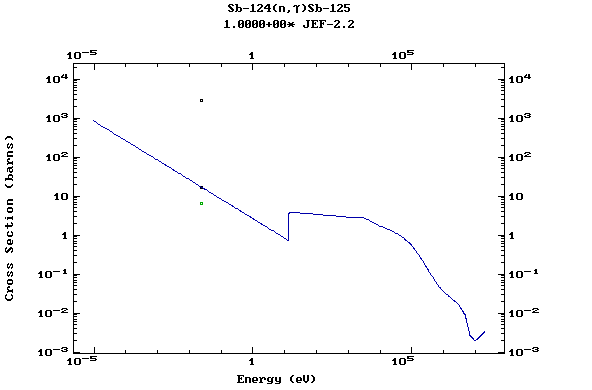 Sb-124(n,γ)Sb-125
1.0000+00* JEF-2.2
10⁻⁵ 1 10⁵
10⁴ 10⁴
10³ 10³
10² 10²
10 10
1 1
10⁻¹ 10⁻¹
10⁻² 10⁻²
10⁻³ 10⁻³
10⁻⁵ 1 10⁵
Energy (eV)
Cross Section (barns)